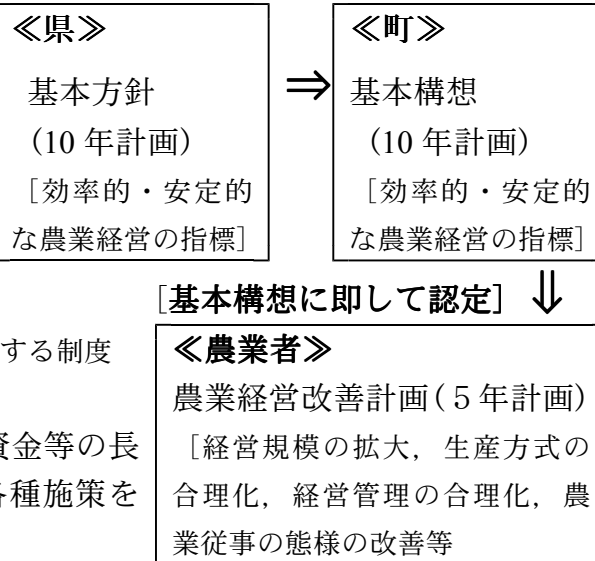 ≪県≫
基本方針
(10 年計画)
［効率的・安定的
な農業経営の指標］
⇒
≪町≫
基本構想
(10 年計画)
［効率的・安定的
な農業経営の指標］
[基本構想に即して認定] ⇓
する制度
資金等の長
各種施策を
≪農業者≫
農業経営改善計画(５年計画)
［経営規模の拡大，生産方式の
合理化，経営管理の合理化，農
業従事の態様の改善等